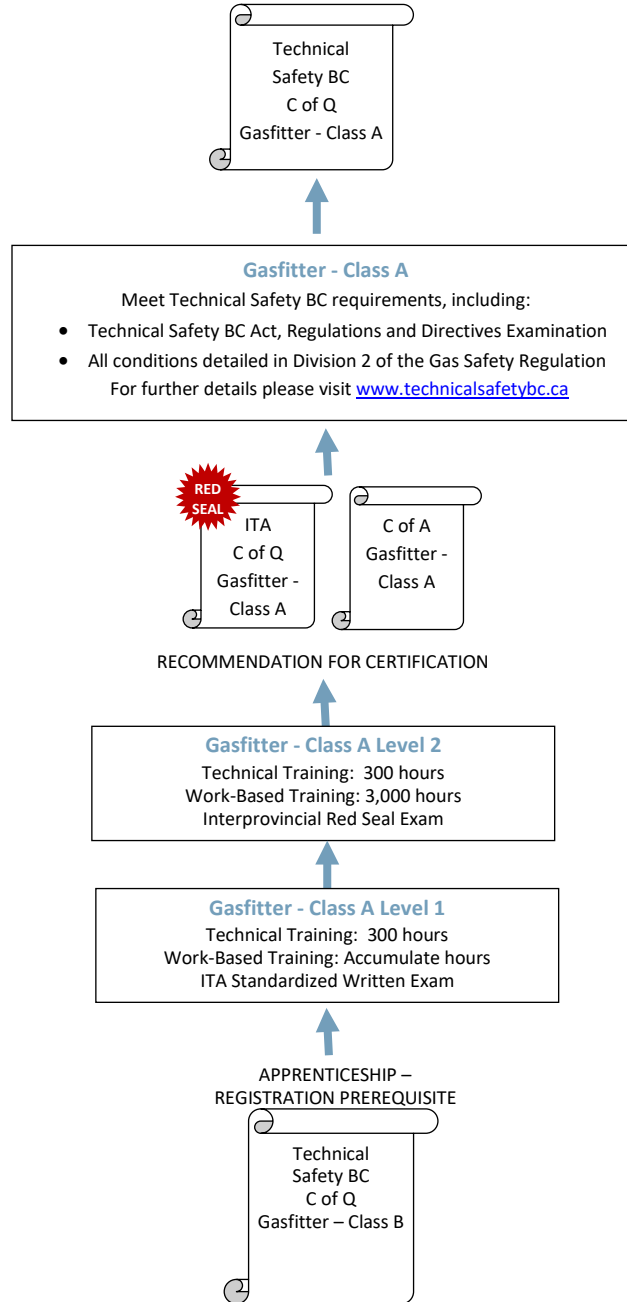 Technical
Safety BC
C of Q
Gasfitter - Class A
Gasfitter - Class A
Meet Technical Safety BC requirements, including:
• Technical Safety BC Act, Regulations and Directives Examination
• All conditions detailed in Division 2 of the Gas Safety Regulation
For further details please visit www.technicalsafetybc.ca
RED
SEAL
ITA
C of Q
Gasfitter -
Class A
C of A
Gasfitter -
Class A
RECOMMENDATION FOR CERTIFICATION
Gasfitter - Class A Level 2
Technical Training: 300 hours
Work-Based Training: 3,000 hours
Interprovincial Red Seal Exam
Gasfitter - Class A Level 1
Technical Training: 300 hours
Work-Based Training: Accumulate hours
ITA Standardized Written Exam
APPRENTICESHIP –
REGISTRATION PREREQUISITE
Technical
Safety BC
C of Q
Gasfitter – Class B